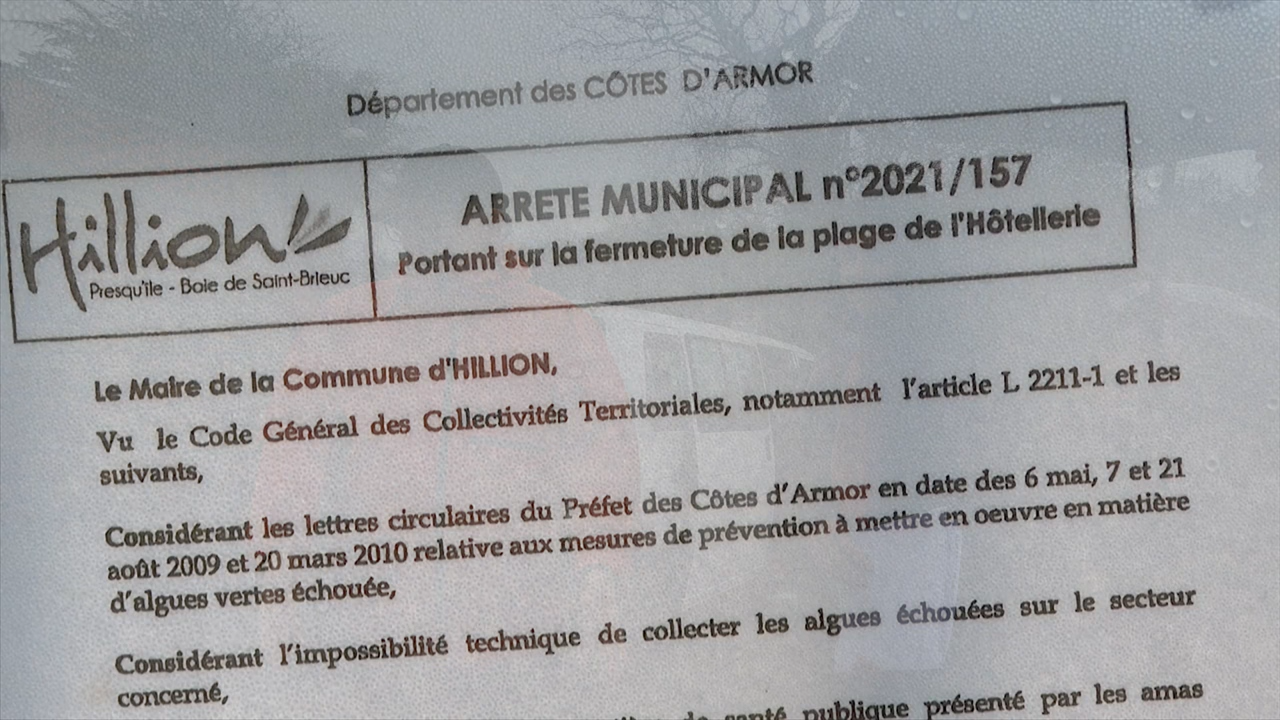 Département des CÔTES D'ARMOR
Hillion
Presqu'île - Baie de Saint-Brieuc
ARRETE MUNICIPAL n°2021/157
Portant sur la fermeture de la plage de l'Hôtellerie
Le Maire de la Commune d'HILLION,
Vu le Code Général des Collectivités Territoriales, notamment l'article L 2211-1 et les
suivants,
Considérant les lettres circulaires du Préfet des Côtes d'Armor en date des 6 mai, 7 et 21
août 2009 et 20 mars 2010 relative aux mesures de prévention à mettre en oeuvre en matière
d'algues vertes échouée,
Considérant l'impossibilité technique de collecter les algues échouées sur le secteur
concerné,
de santé publique présenté par les amas